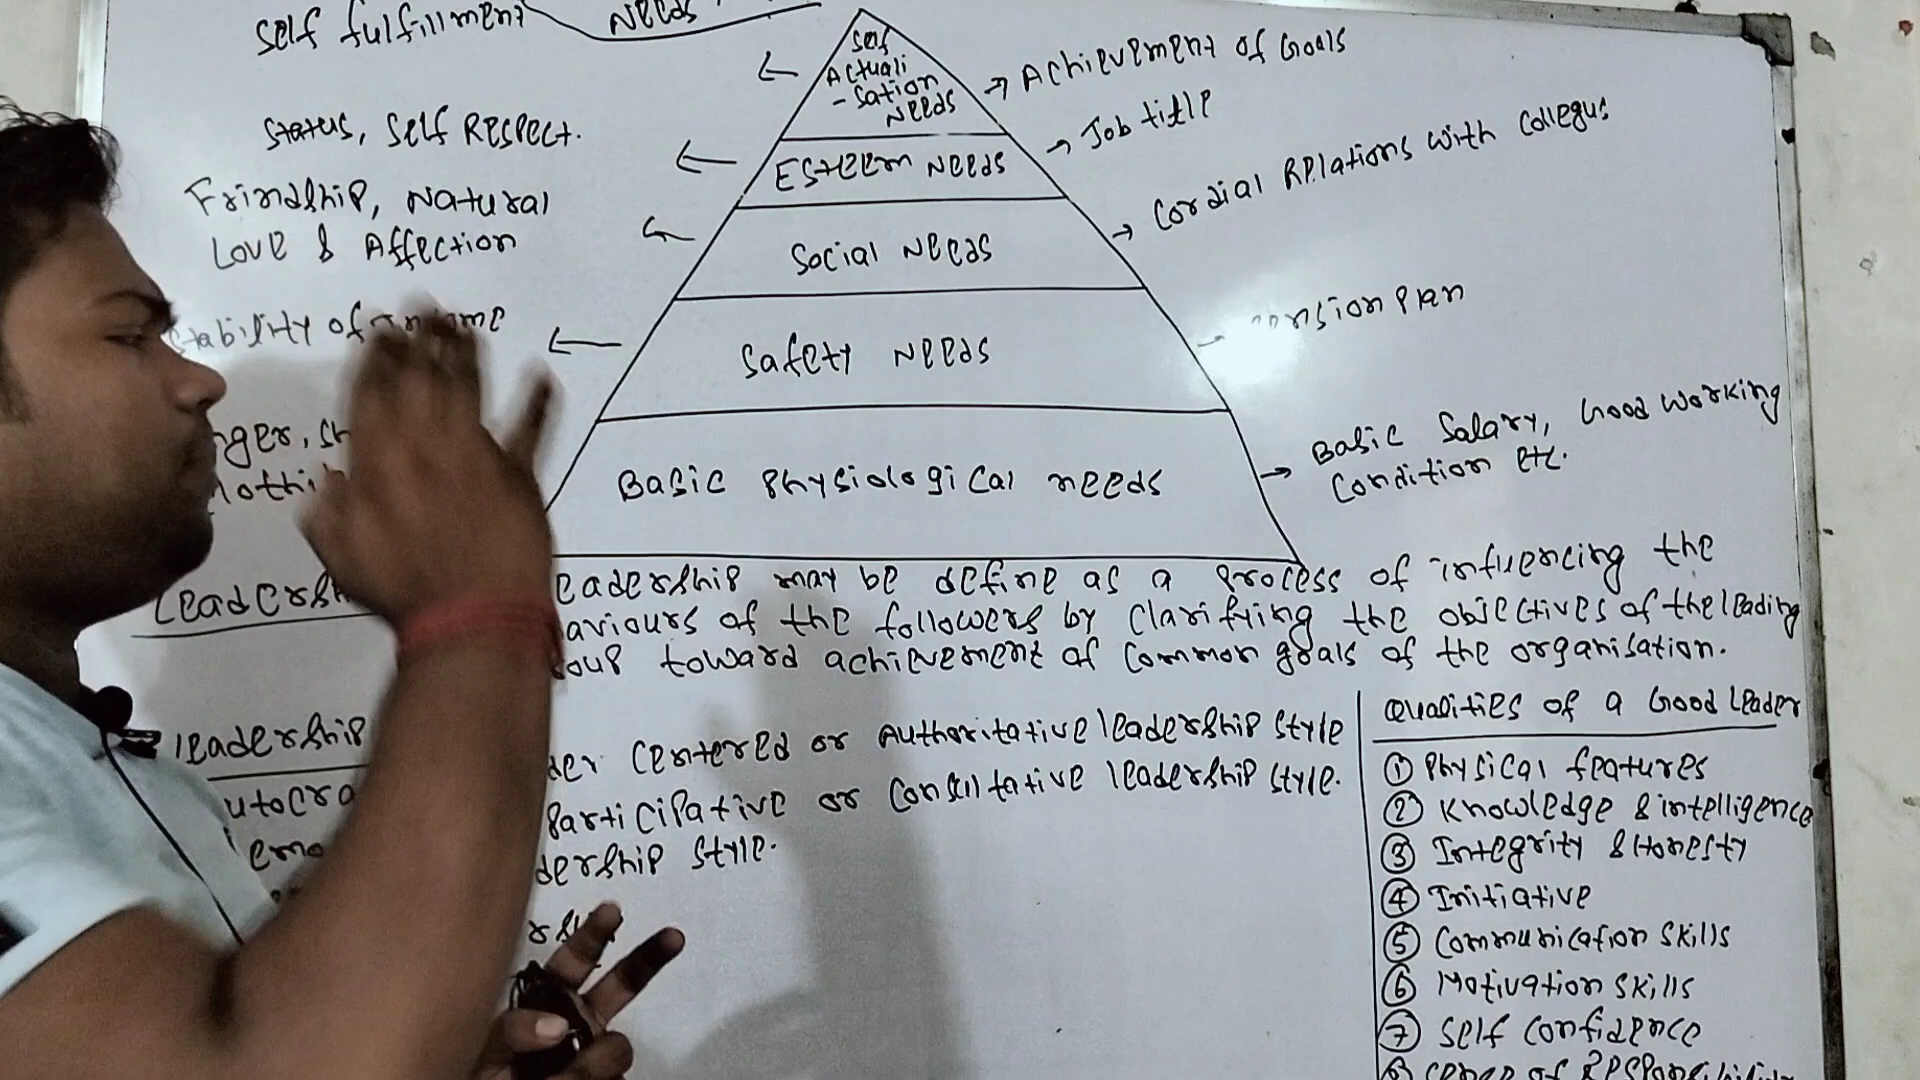 Self fulfillment Needs
Self
Actuali
-sation
Needs
→ Achievement of Goals
Status, Self Respect.
Esteem Needs
→ Job title
Friendship, Natural
Love & Affection
Social Needs
→ Cordial Relations with Collegus
Stability of
Safety Needs
Plan
Basic Physiological needs
→ Basic Salary, Good Working
Condition etc.
may be define as a Process of influencing the
of the followers by Clarifying the objectives of the leading
toward achievement of Common goals of the organisation.
leadership
Centered or Authoritative leadership Style
Participative or Consultative leadership Style.
Style.
Qualities of a Good Leader
① Physical features
② Knowledge & intelligence
③ Integrity & Honesty
④ Initiative
⑤ Communication Skills
⑥ Motivation Skills
⑦ Self Confidence